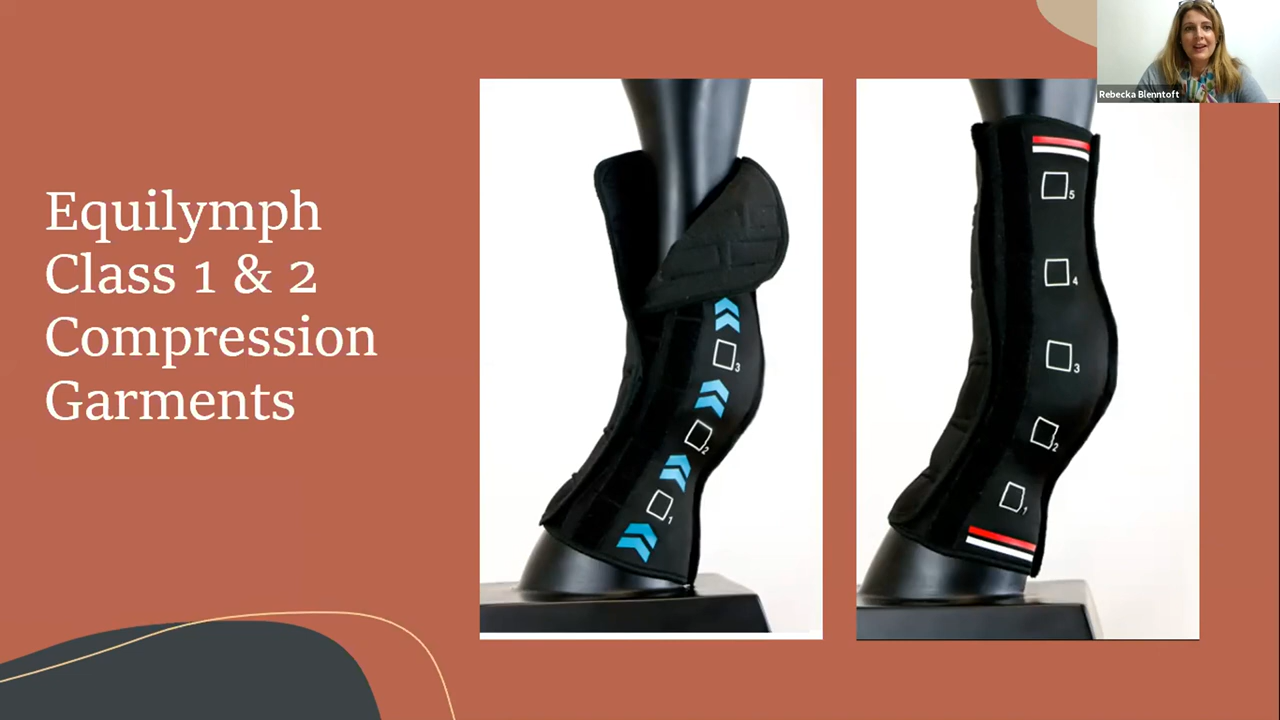 Equilymph
Class 1 & 2
Compression
Garments
3
2
1
5
4
3
2
1
Rebecka Blenntoft